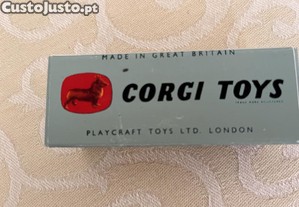 CustoJusto.pt
MADE IN GREAT BRITAIN
CORGI TOYS
PLAYCRAFT TOYS LTD. LONDON